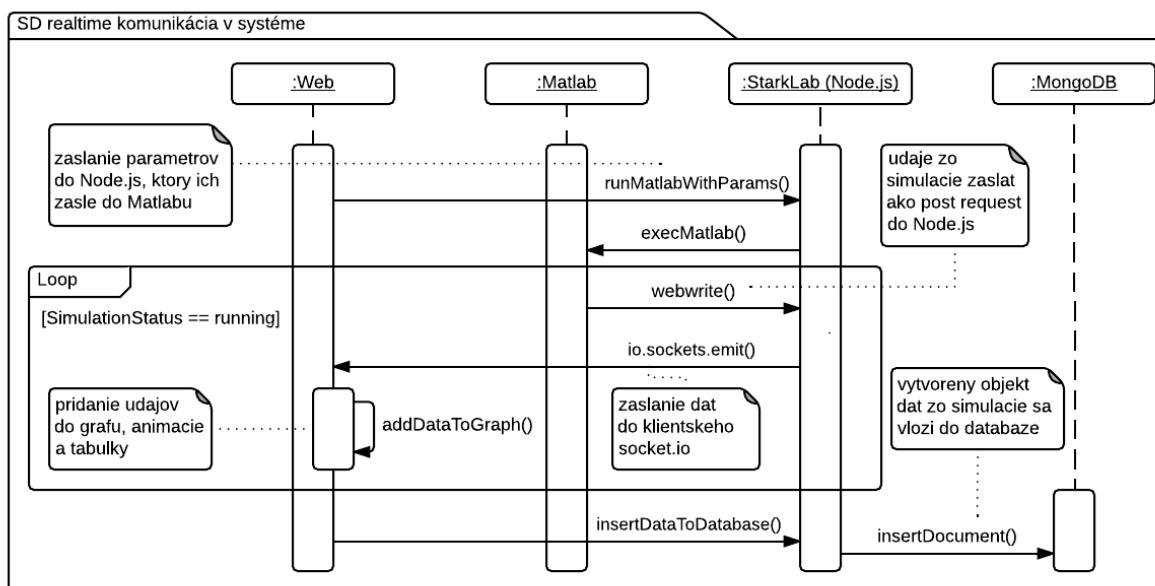 SD realtime komunikácia v systéme
:Web
:Matlab
:StarkLab (Node.js)
:MongoDB
zaslanie parametrov
do Node.js, ktory ich
zasle do Matlabu
runMatlabWithParams()
udaje zo
simulacie zaslat
ako post request
do Node.js
execMatlab()
Loop
[SimulationStatus == running]
webwrite()
io.sockets.emit()
pridanie udajov
do grafu, animacie
a tabulky
addDataToGraph()
zaslanie dat
do klientskeho
socket.io
vytvoreny objekt
dat zo simulacie sa
vlozi do databaze
insertDataToDatabase()
insertDocument()